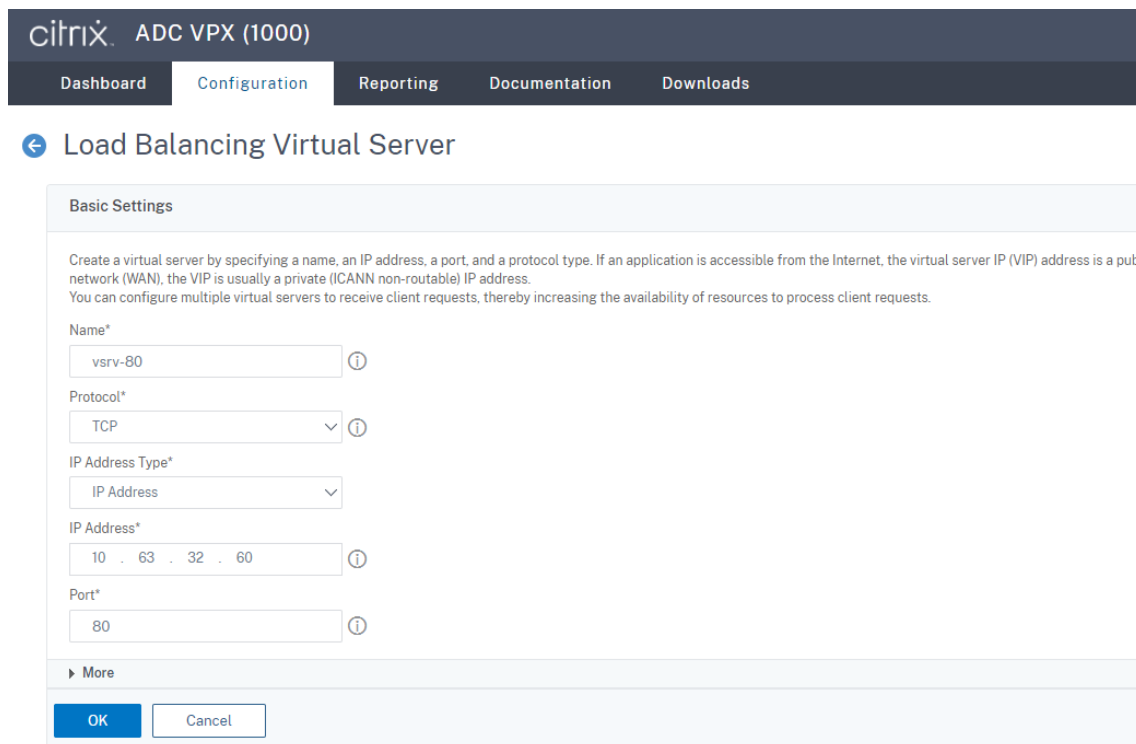 citrix. ADC VPX (1000)
Dashboard Configuration Reporting Documentation Downloads
Load Balancing Virtual Server
Basic Settings
Create a virtual server by specifying a name, an IP address, a port, and a protocol type. If an application is accessible from the Internet, the virtual server IP (VIP) address is a
network (WAN), the VIP is usually a private (ICANN non-routable) IP address.
You can configure multiple virtual servers to receive client requests, thereby increasing the availability of resources to process client requests.
Name*
vsrv-80
Protocol*
TCP
IP Address Type*
IP Address
IP Address*
10 . 63 . 32 . 60
Port*
80
More
OK Cancel